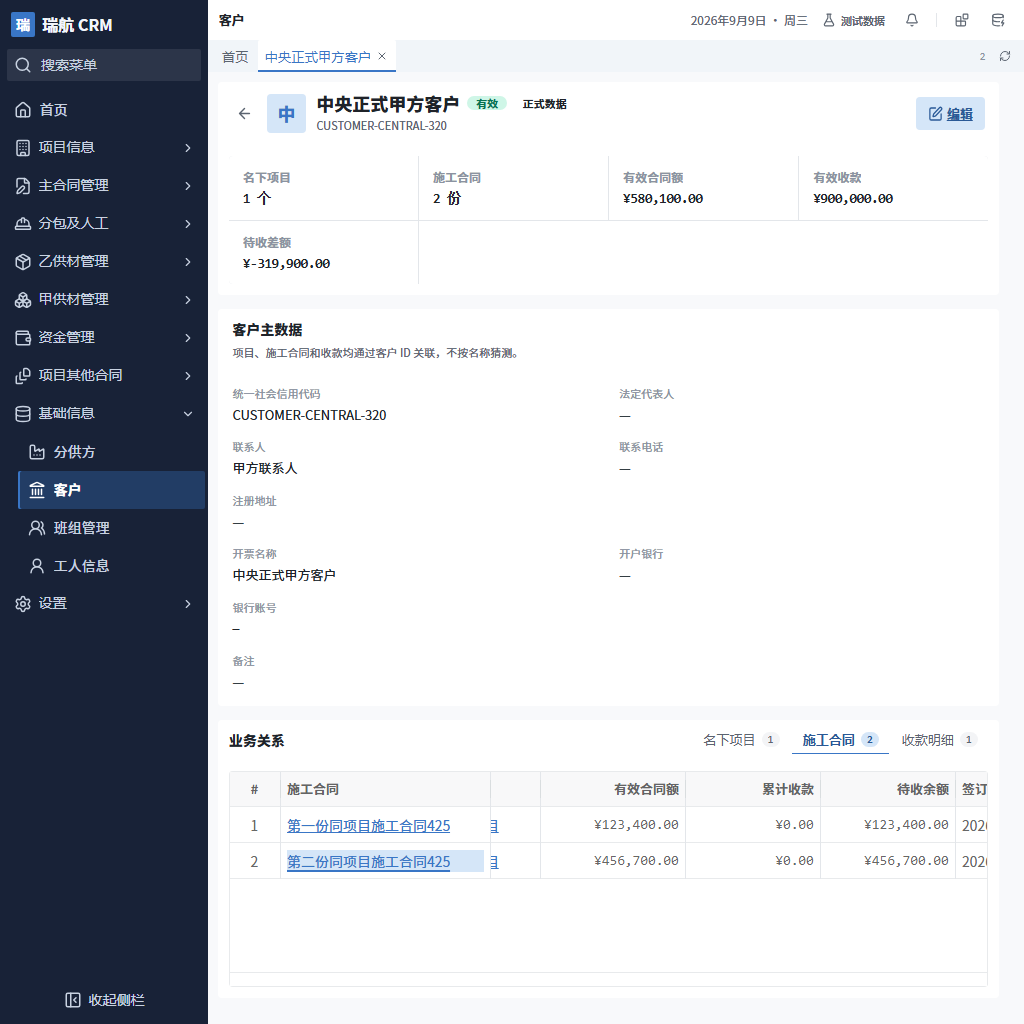 瑞 瑞航 CRM
搜索菜单
首页
项目信息
主合同管理
分包及人工
乙供材管理
甲供材管理
资金管理
项目其他合同
基础信息
分供方
客户
班组管理
工人信息
设置
收起侧栏
客户
2026年9月9日 • 周三 测试数据
首页 中央正式甲方客户 × 2
中 中央正式甲方客户 有效 正式数据
CUSTOMER-CENTRAL-320
编辑
名下项目 施工合同 有效合同额 有效收款
1 个 2 份 ¥580,100.00 ¥900,000.00
待收差额
¥-319,900.00
客户主数据
项目、施工合同和收款均通过客户 ID 关联，不按名称猜测。
统一社会信用代码 法定代表人
CUSTOMER-CENTRAL-320 —
联系人 联系电话
甲方联系人 —
注册地址
—
开票名称 开户银行
中央正式甲方客户 —
银行账号
–
备注
—
业务关系 名下项目 1 施工合同 2 收款明细 1
# 施工合同 有效合同额 累计收款 待收余额 签订
1 第一份同项目施工合同425 目 ¥123,400.00 ¥0.00 ¥123,400.00 2026
2 第二份同项目施工合同425 目 ¥456,700.00 ¥0.00 ¥456,700.00 2026